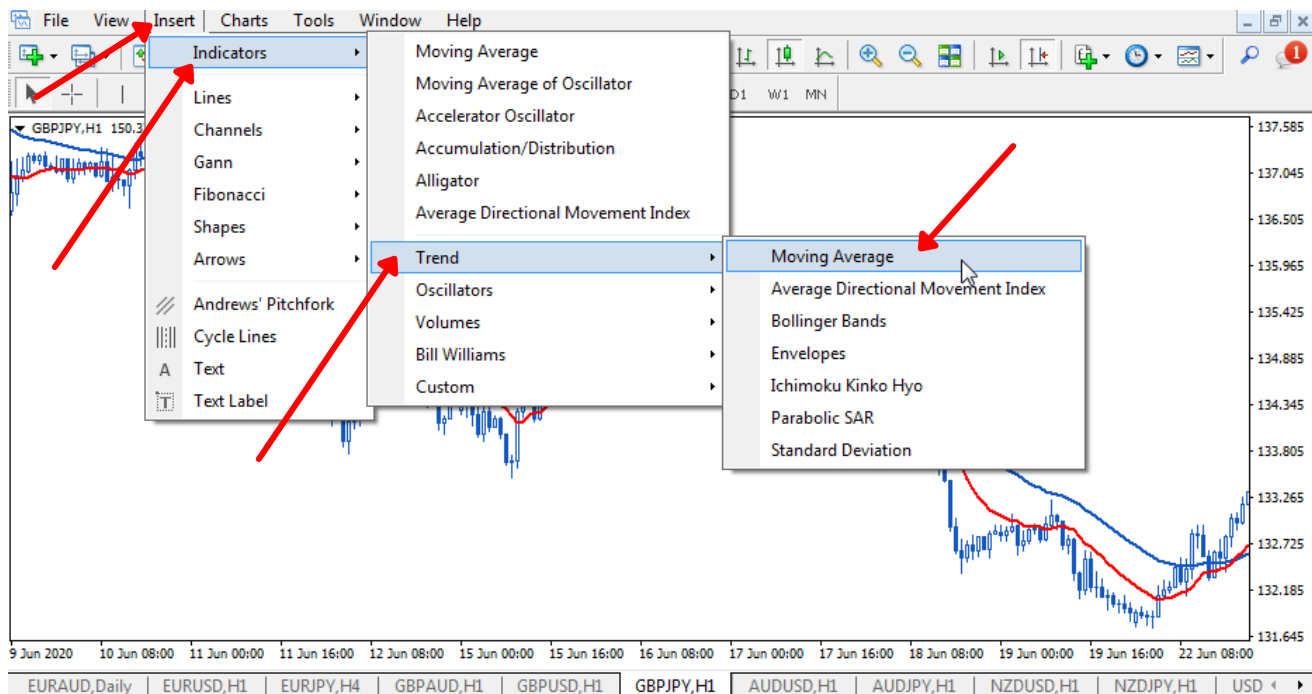 File View Insert Charts Tools Window Help
1
D1 W1 MN
GBPJPY,H1 150.3
Indicators
Lines
Channels
Gann
Fibonacci
Shapes
Arrows
Andrews' Pitchfork
Cycle Lines
A Text
T Text Label
Moving Average
Moving Average of Oscillator
Accelerator Oscillator
Accumulation/Distribution
Alligator
Average Directional Movement Index
Trend
Oscillators
Volumes
Bill Williams
Custom
Moving Average
Average Directional Movement Index
Bollinger Bands
Envelopes
Ichimoku Kinko Hyo
Parabolic SAR
Standard Deviation
137.585
137.045
136.505
135.965
135.425
134.885
134.345
133.805
133.265
132.725
132.185
131.645
9 Jun 2020 10 Jun 08:00 11 Jun 00:00 11 Jun 16:00 12 Jun 08:00 15 Jun 00:00 15 Jun 16:00 16 Jun 08:00 17 Jun 00:00 17 Jun 16:00 18 Jun 08:00 19 Jun 00:00 19 Jun 16:00 22 Jun 08:00
EURAUD,Daily EURUSD,H1 EURJPY,H4 GBPAUD,H1 GBPUSD,H1 GBPJPY,H1 AUDUSD,H1 AUDJPY,H1 NZDUSD,H1 NZDJPY,H1 USD